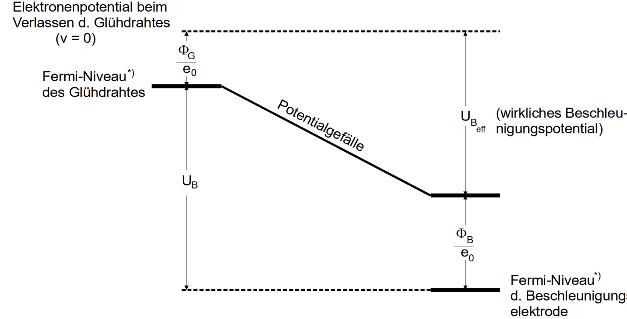 Elektronenpotential beim
Verlassen d. Glühdrahtes
(v = 0)
Φ_G
e_0
Fermi-Niveau*)
des Glühdrahtes
Potentialgefälle
U_B_eff
(wirkliches Beschleu-
nigungspotential)
U_B
Φ_B
e_0
Fermi-Niveau*)
d. Beschleunigung
elektrode